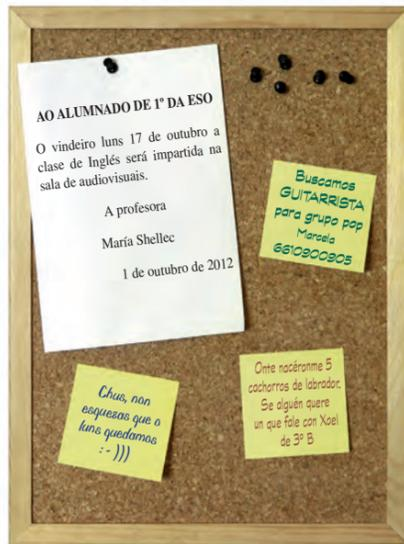 AO ALUMNADO DE 1º DA ESO
O vindeiro luns 17 de outubro a
clase de Inglés será impartida na
sala de audiovisuais.
A profesora
María Shellec
1 de outubro de 2012
Buscamos
GUITARRISTA
para grupo pop
Marcela
6610900905
Chus, non
esquezas que o
luns quedamos
: - )))
Onte nacéronme 5
cachorros de labrador.
Se alguén quere
un que fale con Xoel
de 3º B